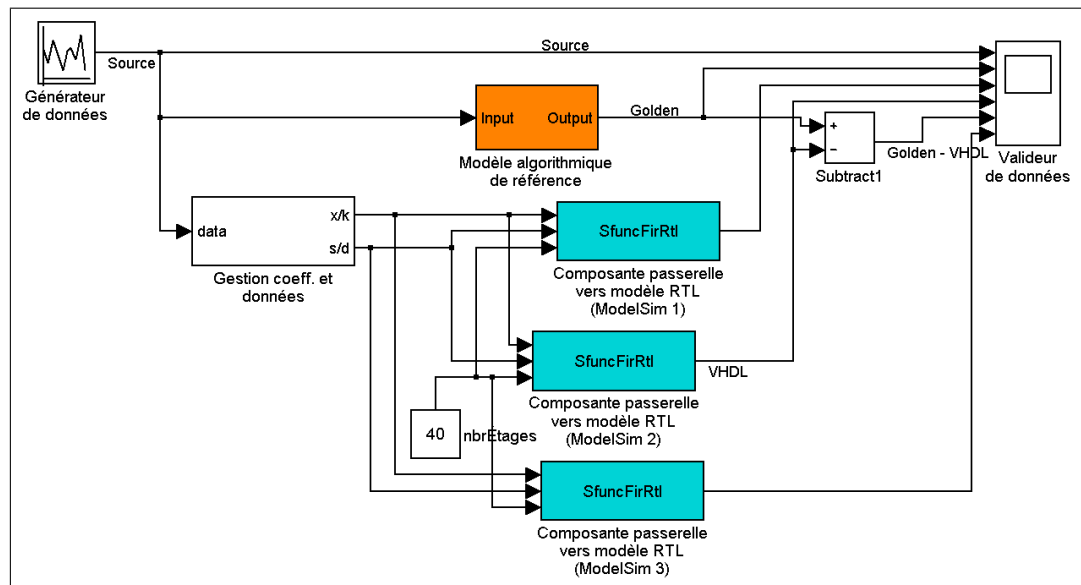 Source
Source
Générateur
de données
Input
Output
Golden
Modèle algorithmique
de référence
+
−
Subtract1
Golden - VHDL
Valideur
de données
data
x/k
s/d
Gestion coeff. et
données
SfuncFirRtl
Composante passerelle
vers modèle RTL
(ModelSim 1)
SfuncFirRtl
VHDL
Composante passerelle
vers modèle RTL
(ModelSim 2)
40
nbrEtages
SfuncFirRtl
Composante passerelle
vers modèle RTL
(ModelSim 3)